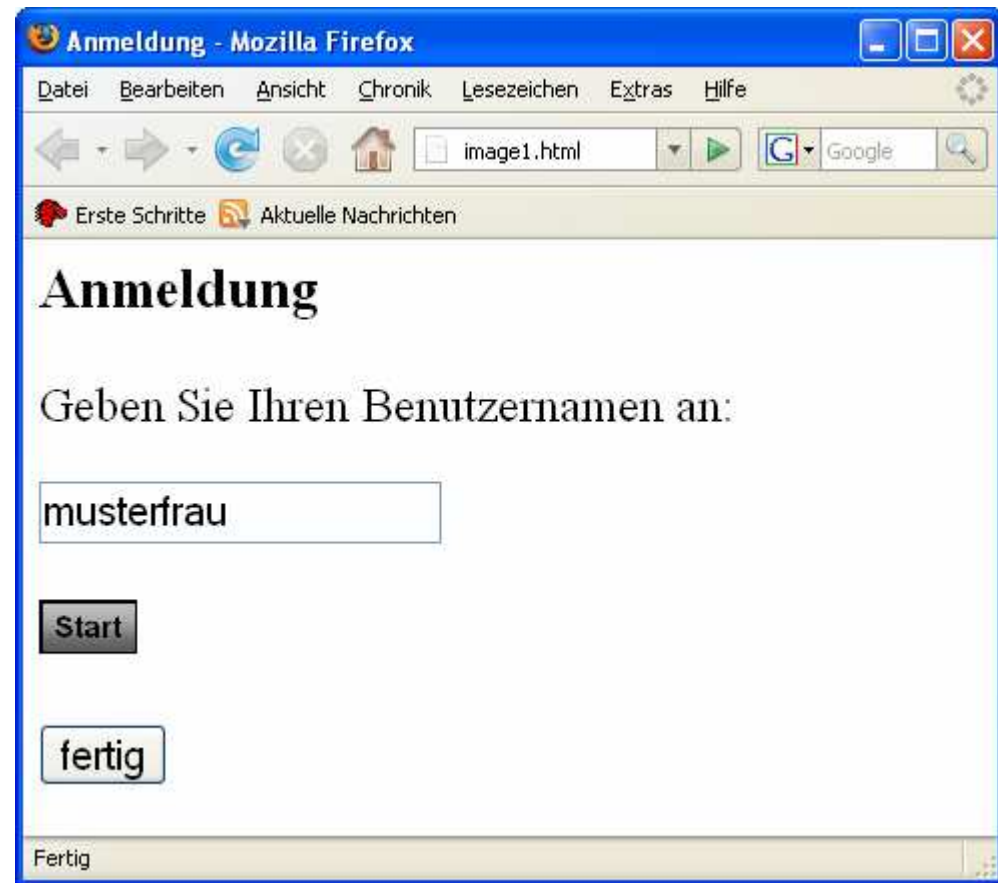 Anmeldung - Mozilla Firefox
Datei Bearbeiten Ansicht Chronik Lesezeichen Extras Hilfe
image1.html G Google
Erste Schritte Aktuelle Nachrichten
Anmeldung
Geben Sie Ihren Benutzernamen an:
musterfrau
Start
fertig
Fertig